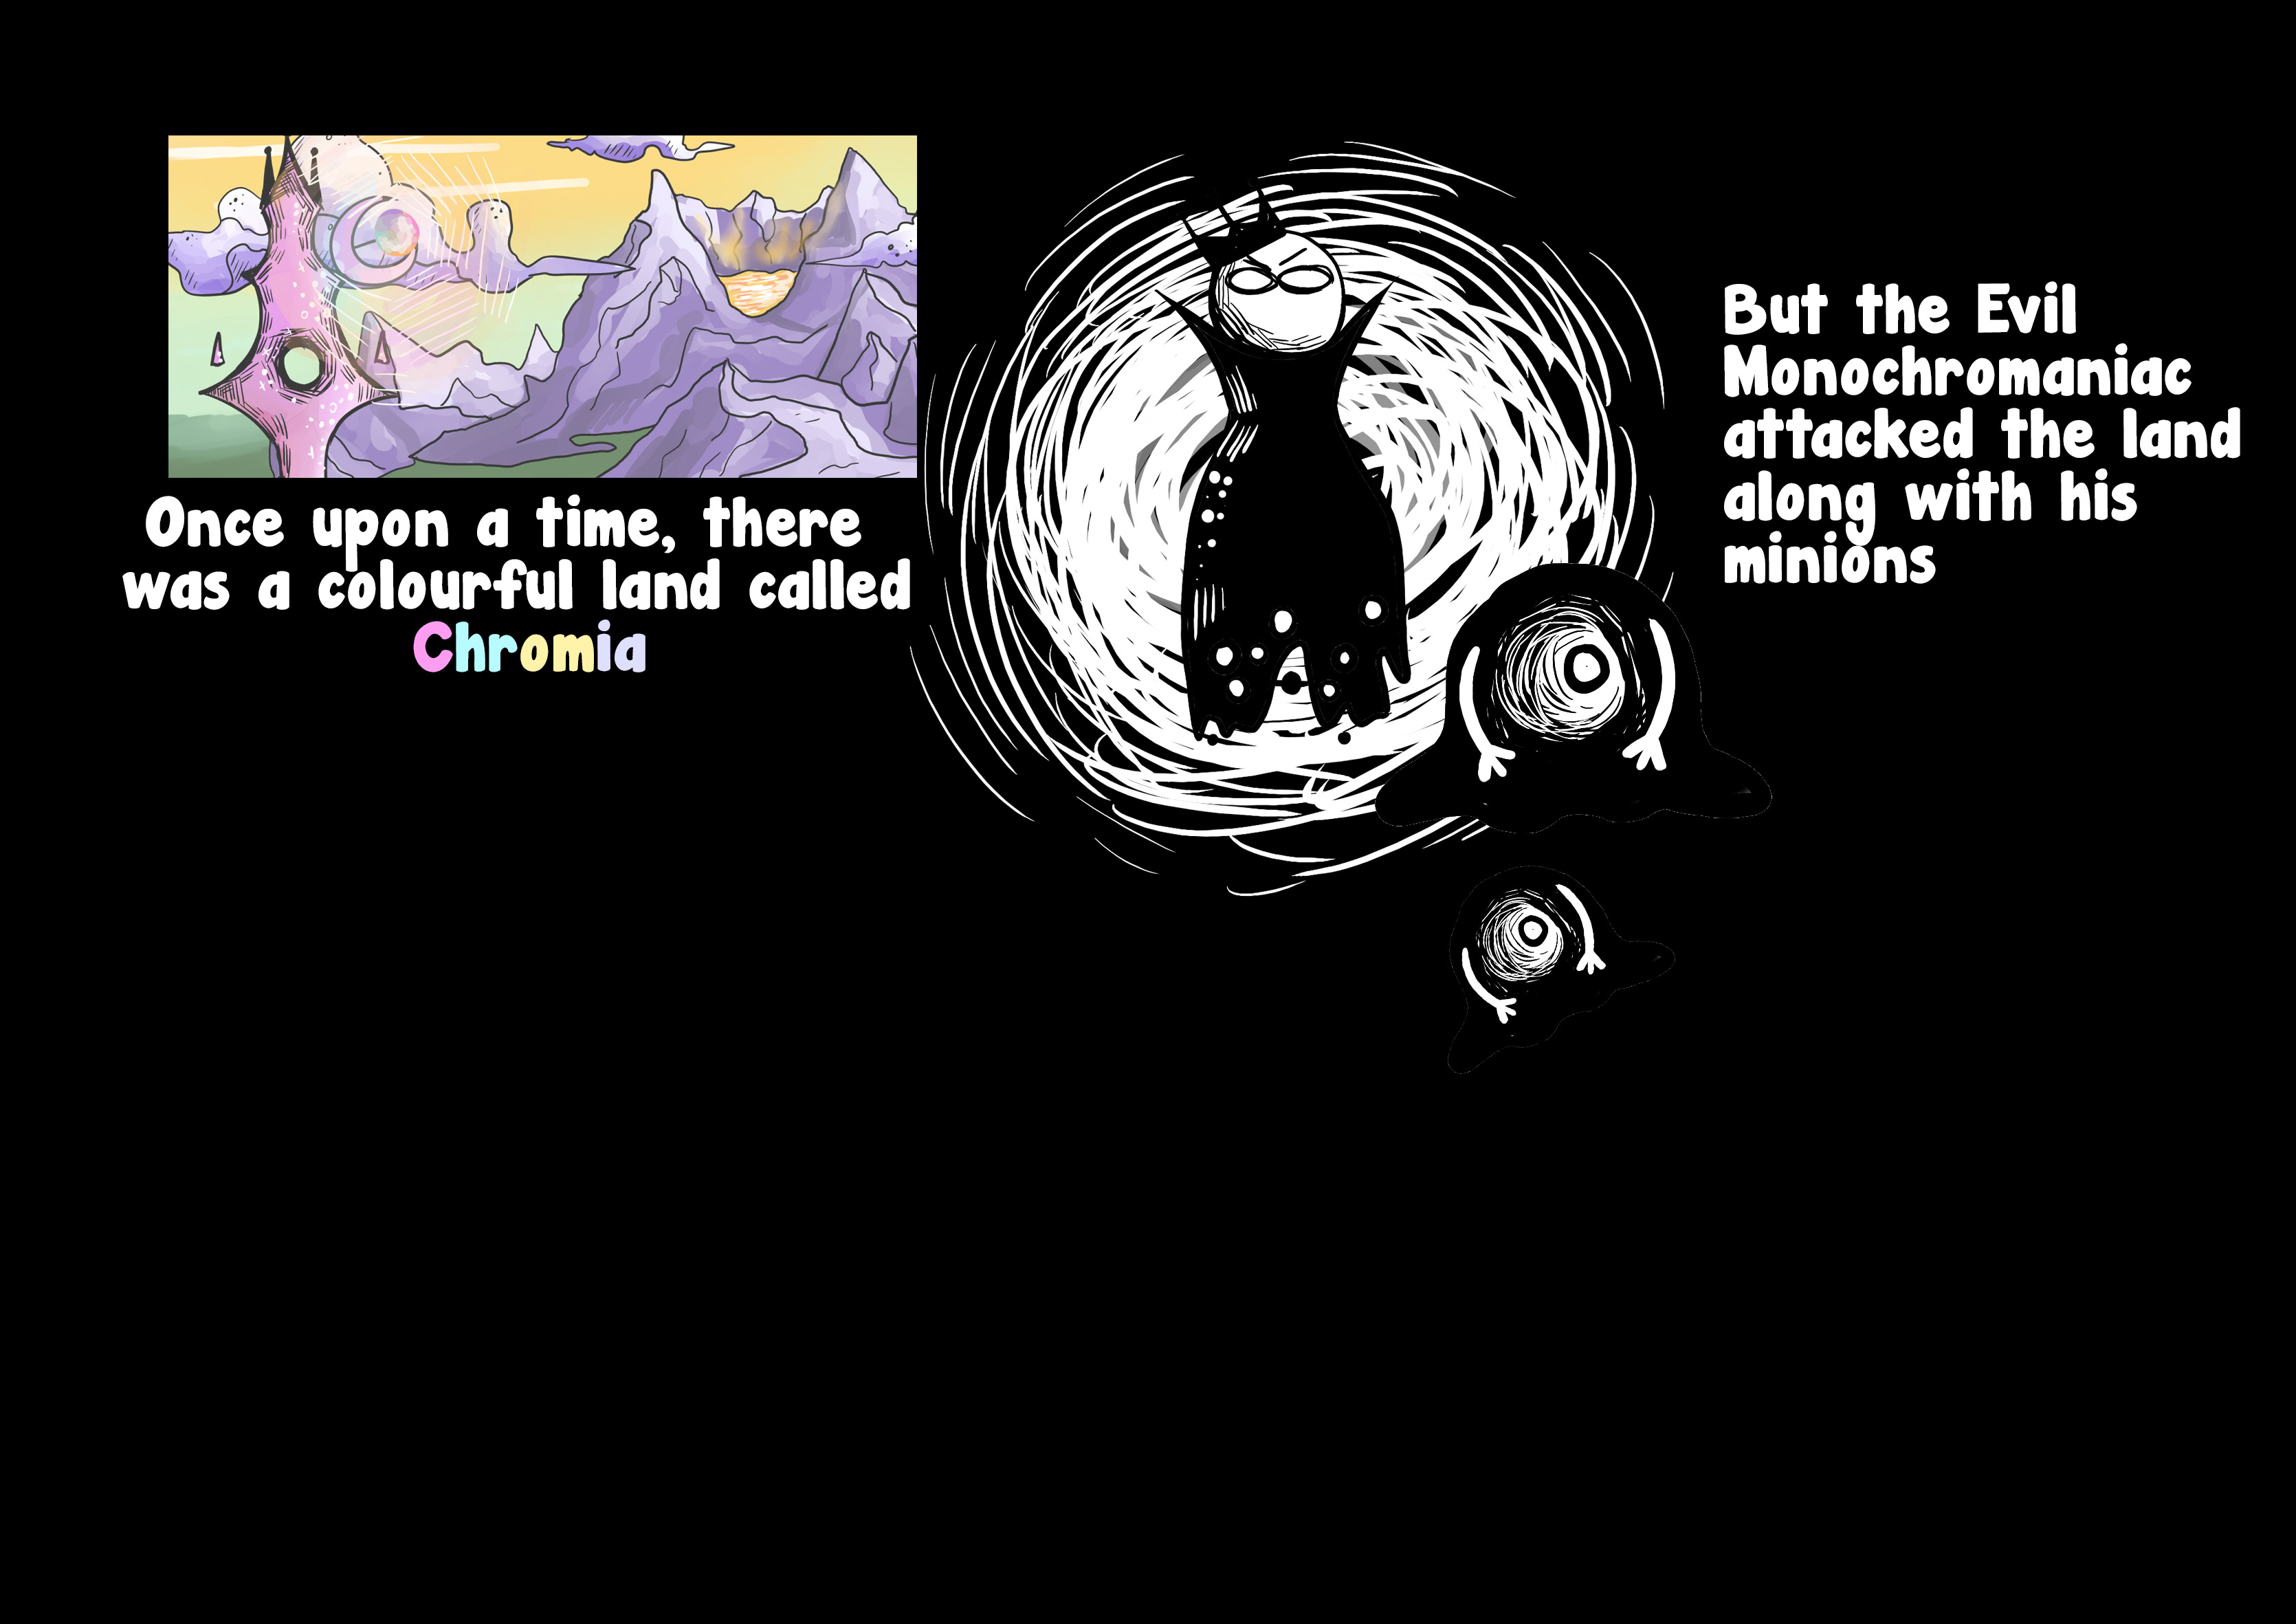 Once upon a time, there
was a colourful land called
Chromia
But the Evil
Monochromaniac
attacked the land
along with his
minions